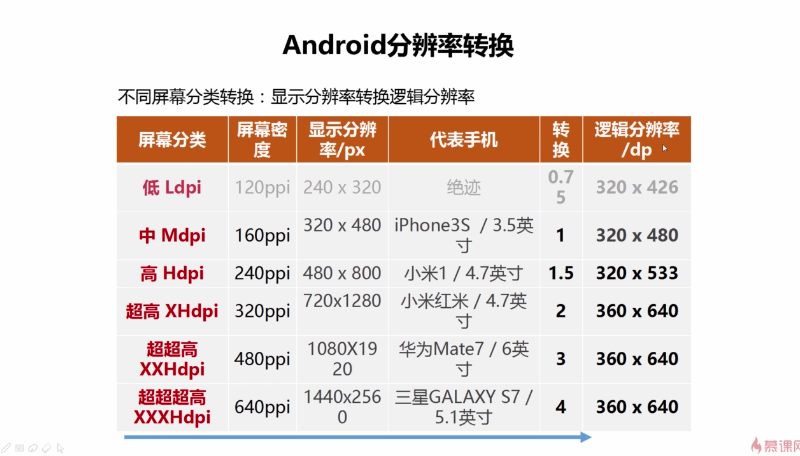 Android分辨率转换
不同屏幕分类转换：显示分辨率转换逻辑分辨率
屏幕分类 屏幕密度 显示分辨率/px 代表手机 转换 逻辑分辨率/dp
低 Ldpi 120ppi 240 x 320 绝迹 0.75 320 x 426
中 Mdpi 160ppi 320 x 480 iPhone3S / 3.5英寸 1 320 x 480
高 Hdpi 240ppi 480 x 800 小米1 / 4.7英寸 1.5 320 x 533
超高 XHdpi 320ppi 720x1280 小米红米 / 4.7英寸 2 360 x 640
超超高 XXHdpi 480ppi 1080X1920 华为Mate7 / 6英寸 3 360 x 640
超超超高 XXXHdpi 640ppi 1440x2560 三星GALAXY S7 / 5.1英寸 4 360 x 640
慕课网